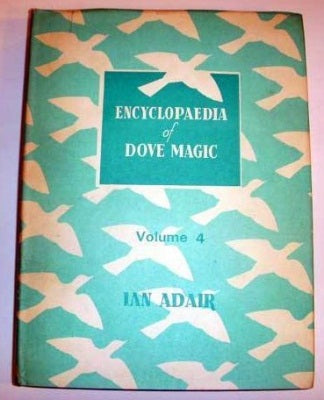 ENCYCLOPAEDIA
of
DOVE MAGIC
Volume 4
IAN ADAIR